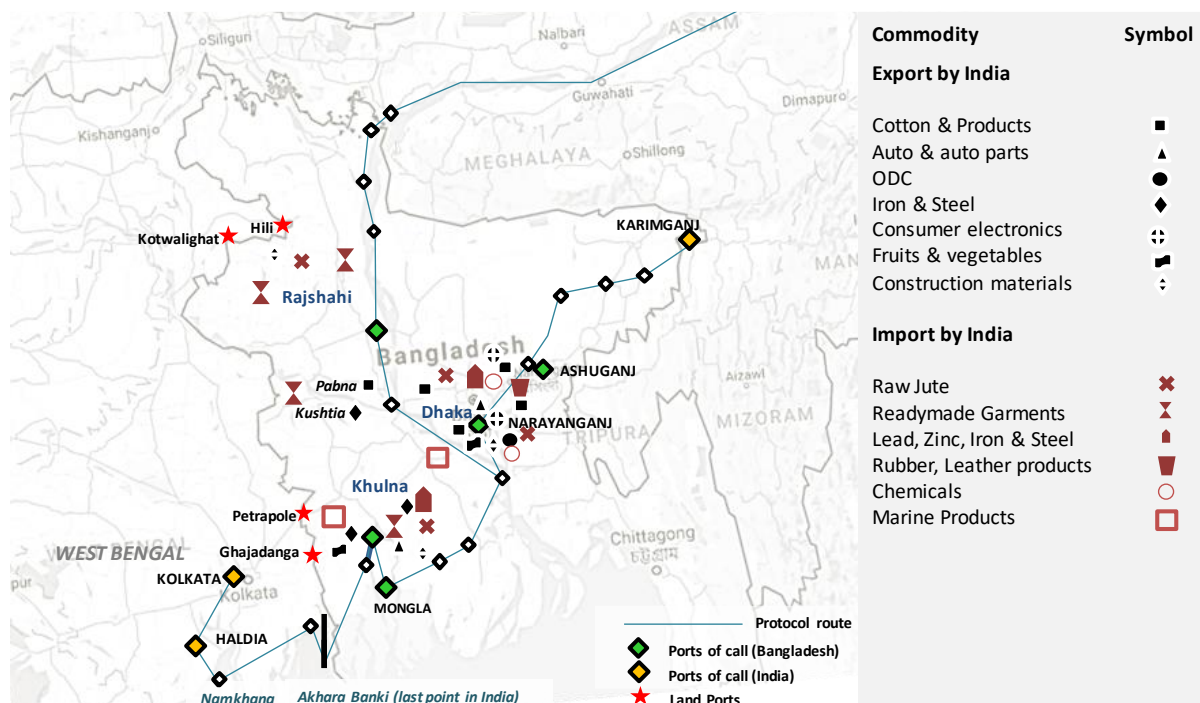 ASSAM
Siliguri
Nalbari
Guwahati
Dimapur
Kishanganj
MEGHALAYA
Shillong
KARIMGANJ
Hili
Kotwalighat
MAN
Rajshahi
Bangladesh
ASHUGANJ
Aizawl
Pabna
Kushtia
Dhaka
NARAYANGANJ
MIZORAM
TRIPURA
Khulna
Petrapole
Chittagong
চট্টগ্রাম
WEST BENGAL
Ghajadanga
pur
KOLKATA
Kolkata
MONGLA
HALDIA
Namkhana
Akhara Banki (last point in India)
Protocol route
Ports of call (Bangladesh)
Ports of call (India)
Land Ports
Commodity Symbol
Export by India
Cotton & Products
Auto & auto parts
ODC
Iron & Steel
Consumer electronics
Fruits & vegetables
Construction materials
Import by India
Raw Jute
Readymade Garments
Lead, Zinc, Iron & Steel
Rubber, Leather products
Chemicals
Marine Products